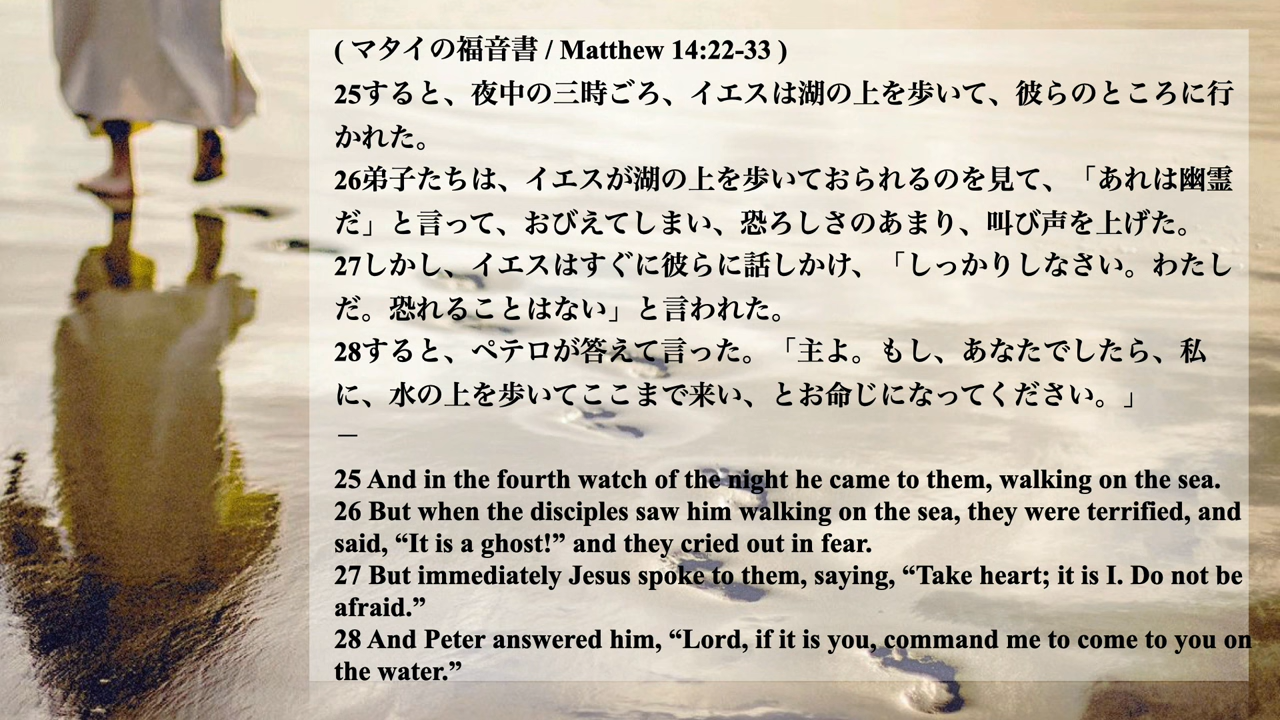 ( マタイの福音書 / Matthew 14:22-33 )
25すると、夜中の三時ごろ、イエスは湖の上を歩いて、彼らのところに行
かれた。
26弟子たちは、イエスが湖の上を歩いておられるのを見て、「あれは幽霊
だ」と言って、おびえてしまい、恐ろしさのあまり、叫び声を上げた。
27しかし、イエスはすぐに彼らに話しかけ、「しっかりしなさい。わたし
だ。恐れることはない」と言われた。
28すると、ペテロが答えて言った。「主よ。もし、あなたでしたら、私
に、水の上を歩いてここまで来い、とお命じになってください。」
—
25 And in the fourth watch of the night he came to them, walking on the sea.
26 But when the disciples saw him walking on the sea, they were terrified, and
said, “It is a ghost!” and they cried out in fear.
27 But immediately Jesus spoke to them, saying, “Take heart; it is I. Do not be
afraid.”
28 And Peter answered him, “Lord, if it is you, command me to come to you on
the water.”